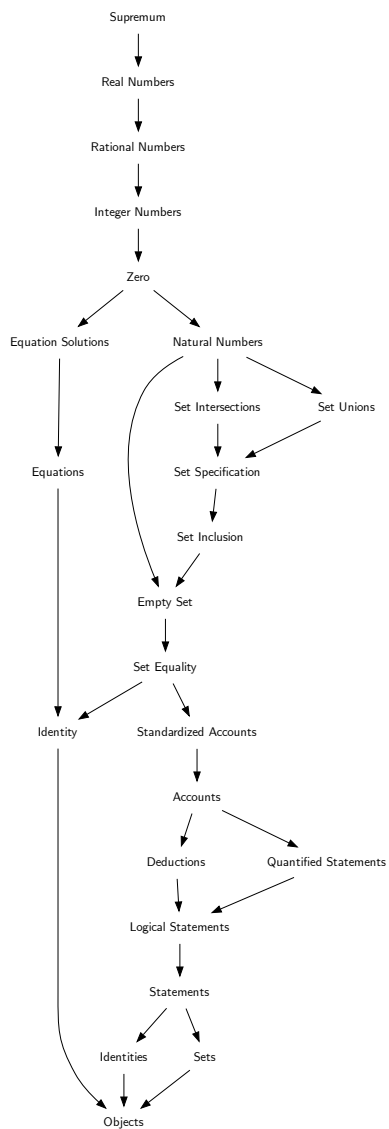 Supremum
Real Numbers
Rational Numbers
Integer Numbers
Zero
Equation Solutions
Natural Numbers
Set Intersections
Set Unions
Equations
Set Specification
Set Inclusion
Empty Set
Set Equality
Identity
Standardized Accounts
Accounts
Deductions
Quantified Statements
Logical Statements
Statements
Identities
Sets
Objects